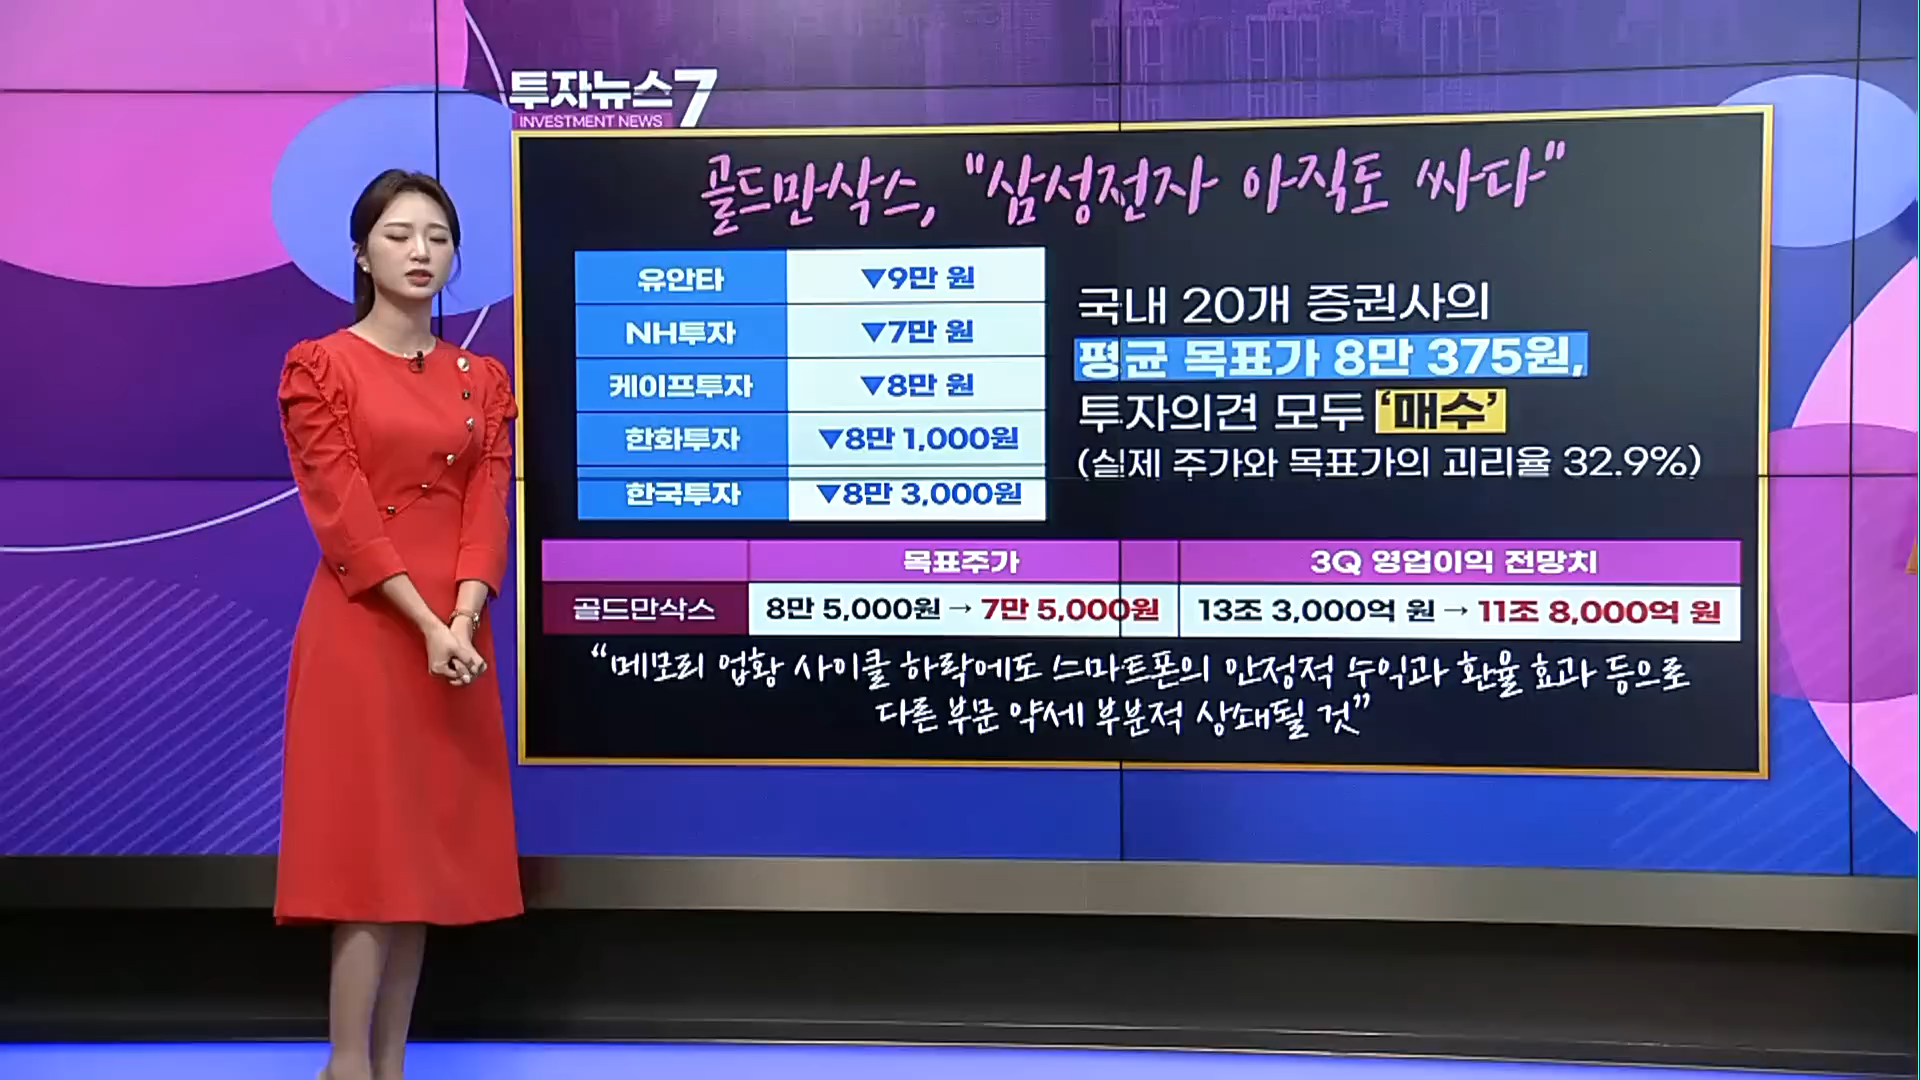 투자뉴스7
INVESTMENT NEWS
골드만삭스, "삼성전자 아직도 싸다"
유안타 ▼9만 원
NH투자 ▼7만 원
케이프투자 ▼8만 원
한화투자 ▼8만 1,000원
한국투자 ▼8만 3,000원
국내 20개 증권사의
평균 목표가 8만 375원,
투자의견 모두 ‘매수’
(실제 주가와 목표가의 괴리율 32.9%)
목표주가 3Q 영업이익 전망치
골드만삭스 8만 5,000원 → 7만 5,000원 13조 3,000억 원 → 11조 8,000억 원
“메모리 업황 사이클 하락에도 스마트폰의 안정적 수익과 환율 효과 등으로
다른 부문 약세 부분적 상쇄될 것”